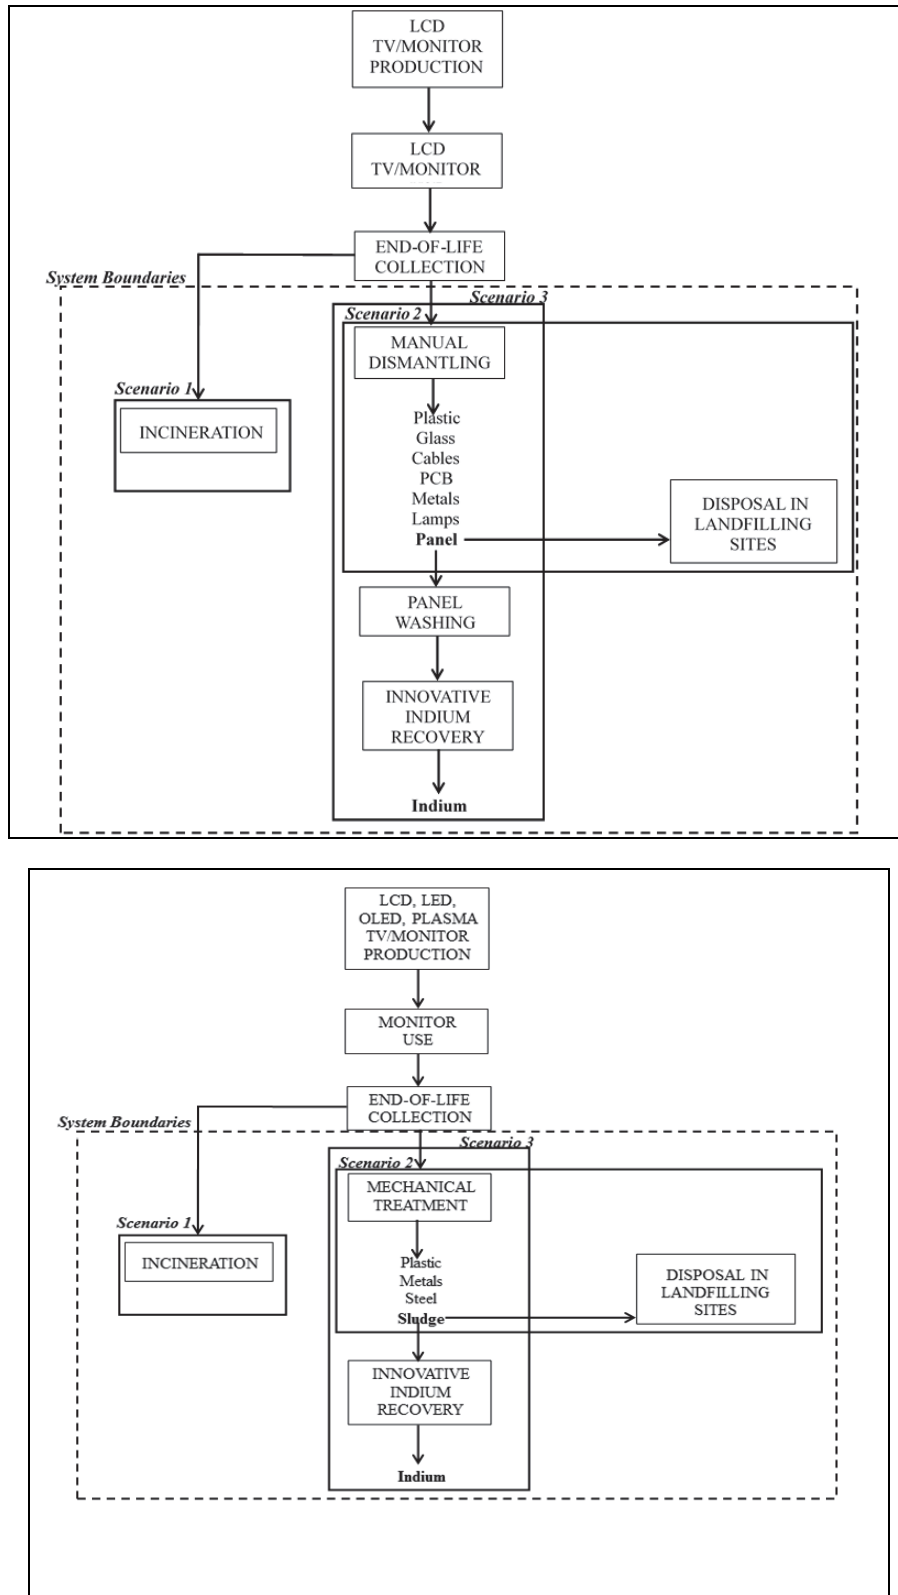 LCD
TV/MONITOR
PRODUCTION
LCD
TV/MONITOR
END-OF-LIFE
COLLECTION
System Boundaries
Scenario 3
Scenario 2
MANUAL
DISMANTLING
Scenario 1
INCINERATION
Plastic
Glass
Cables
PCB
Metals
Lamps
Panel
DISPOSAL IN
LANDFILLING
SITES
PANEL
WASHING
INNOVATIVE
INDIUM
RECOVERY
Indium
LCD, LED,
OLED, PLASMA
TV/MONITOR
PRODUCTION
MONITOR
USE
END-OF-LIFE
COLLECTION
System Boundaries
Scenario 3
Scenario 2
MECHANICAL
TREATMENT
Scenario 1
INCINERATION
Plastic
Metals
Steel
Sludge
DISPOSAL IN
LANDFILLING
SITES
INNOVATIVE
INDIUM
RECOVERY
Indium